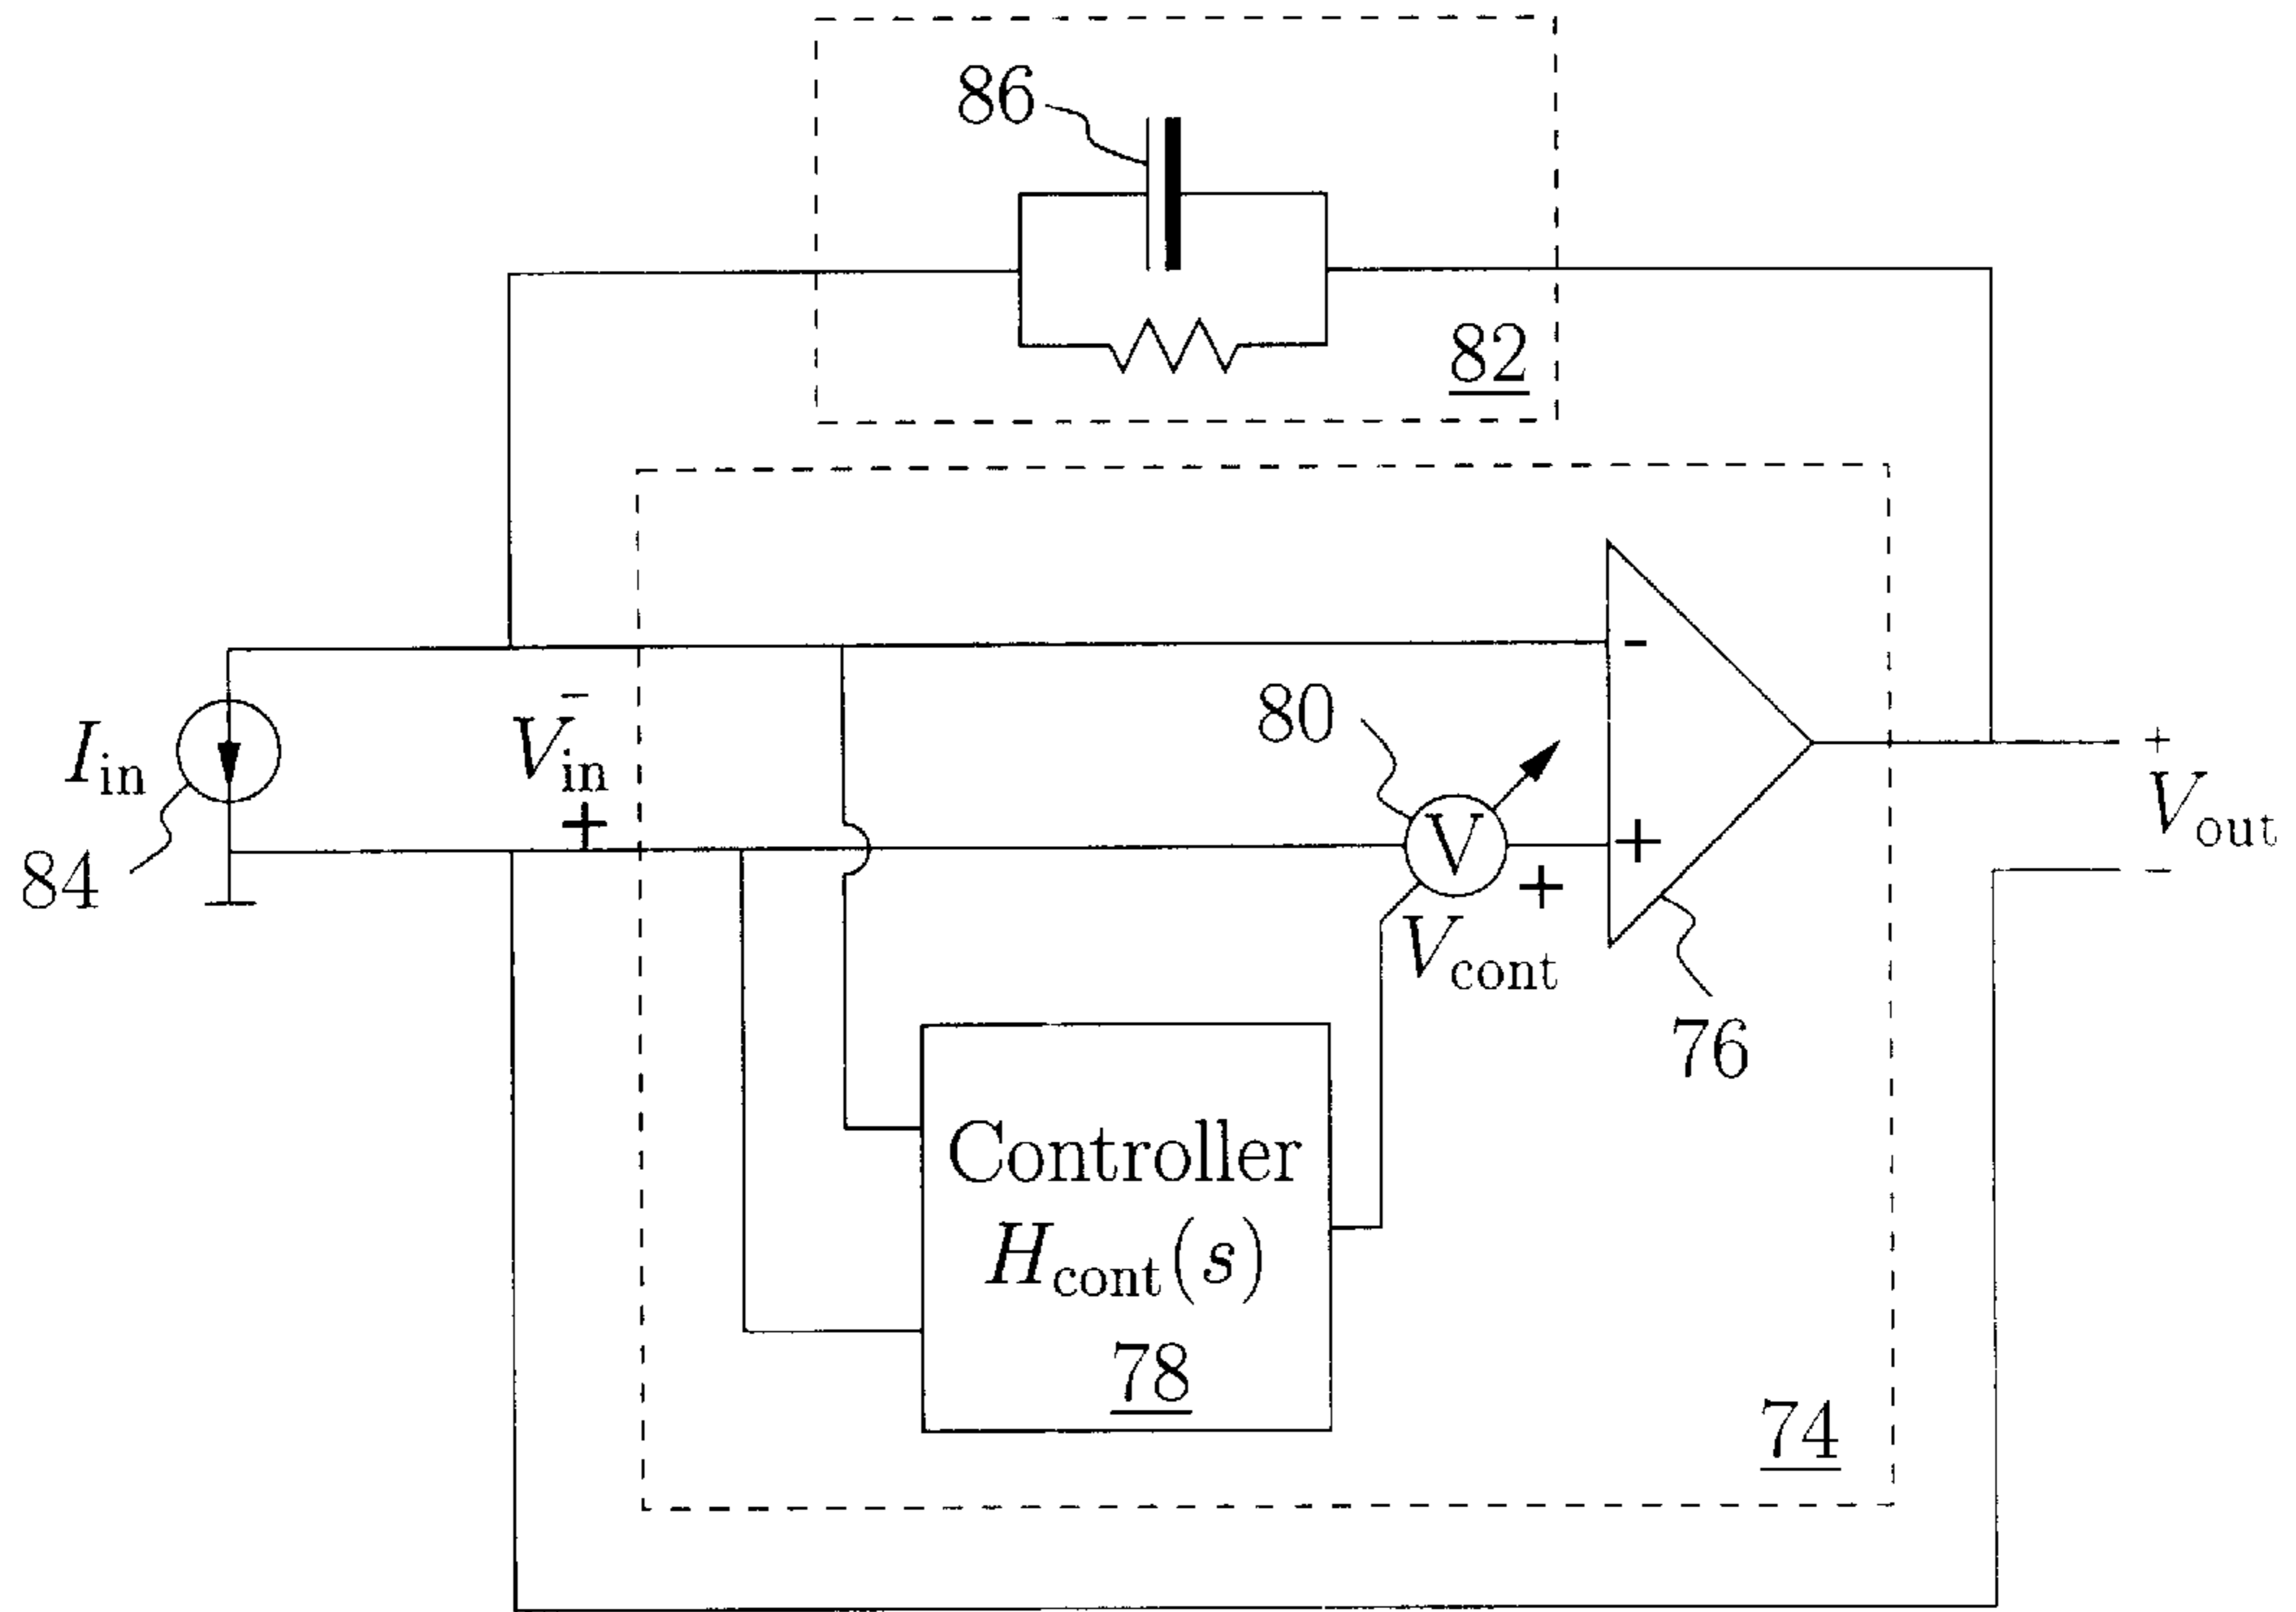 86
82
-
-
80
I_in
V_in
+
V
+
+
V_out
-
84
+
V_cont
76
Controller
H_cont(s)
78
74